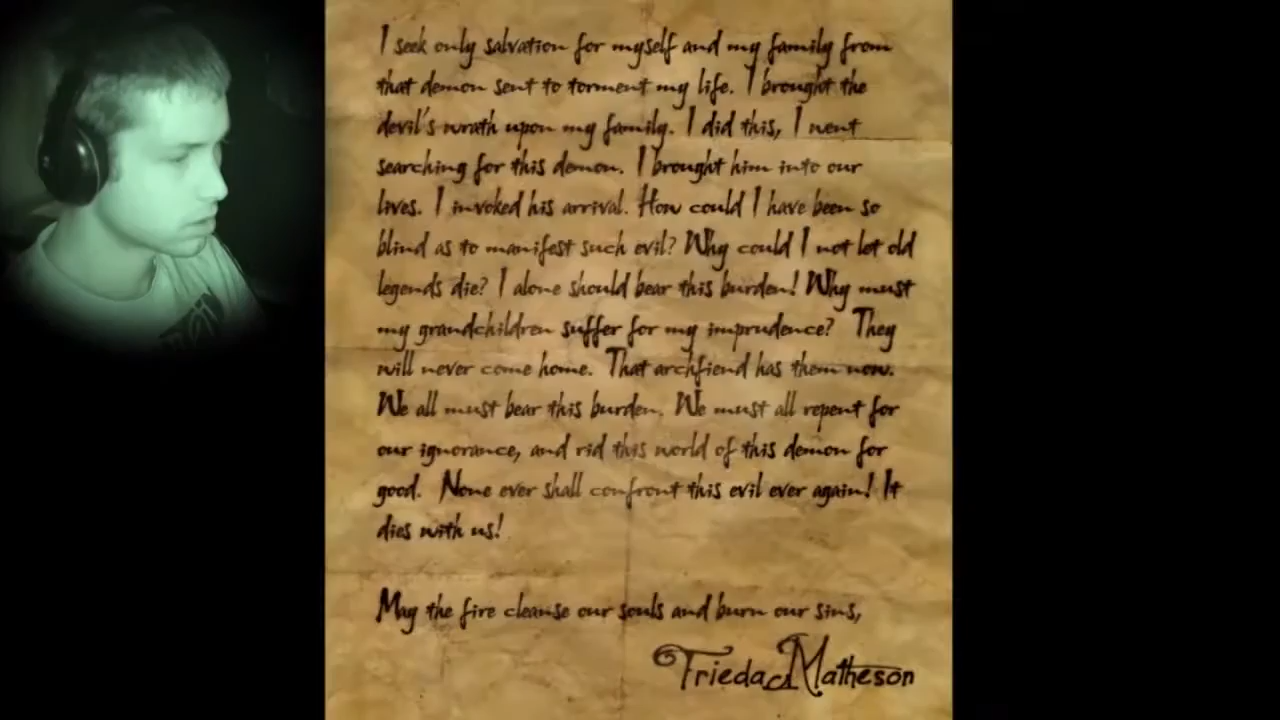 I seek only salvation for myself and my family from
that demon sent to torment my life. I brought the
devil's wrath upon my family. I did this, I went
searching for this demon. I brought him into our
lives. I invoked his arrival. How could I have been so
blind as to manifest such evil? Why could I not let old
legends die? I alone should bear this burden! Why must
my grandchildren suffer for my imprudence? They
will never come home. That archfiend has them now.
We all must bear this burden. We must all repent for
our ignorance, and rid this world of this demon for
good. None ever shall confront this evil ever again! It
dies with us!
May the fire cleanse our souls and burn our sins,
Frieda Matheson